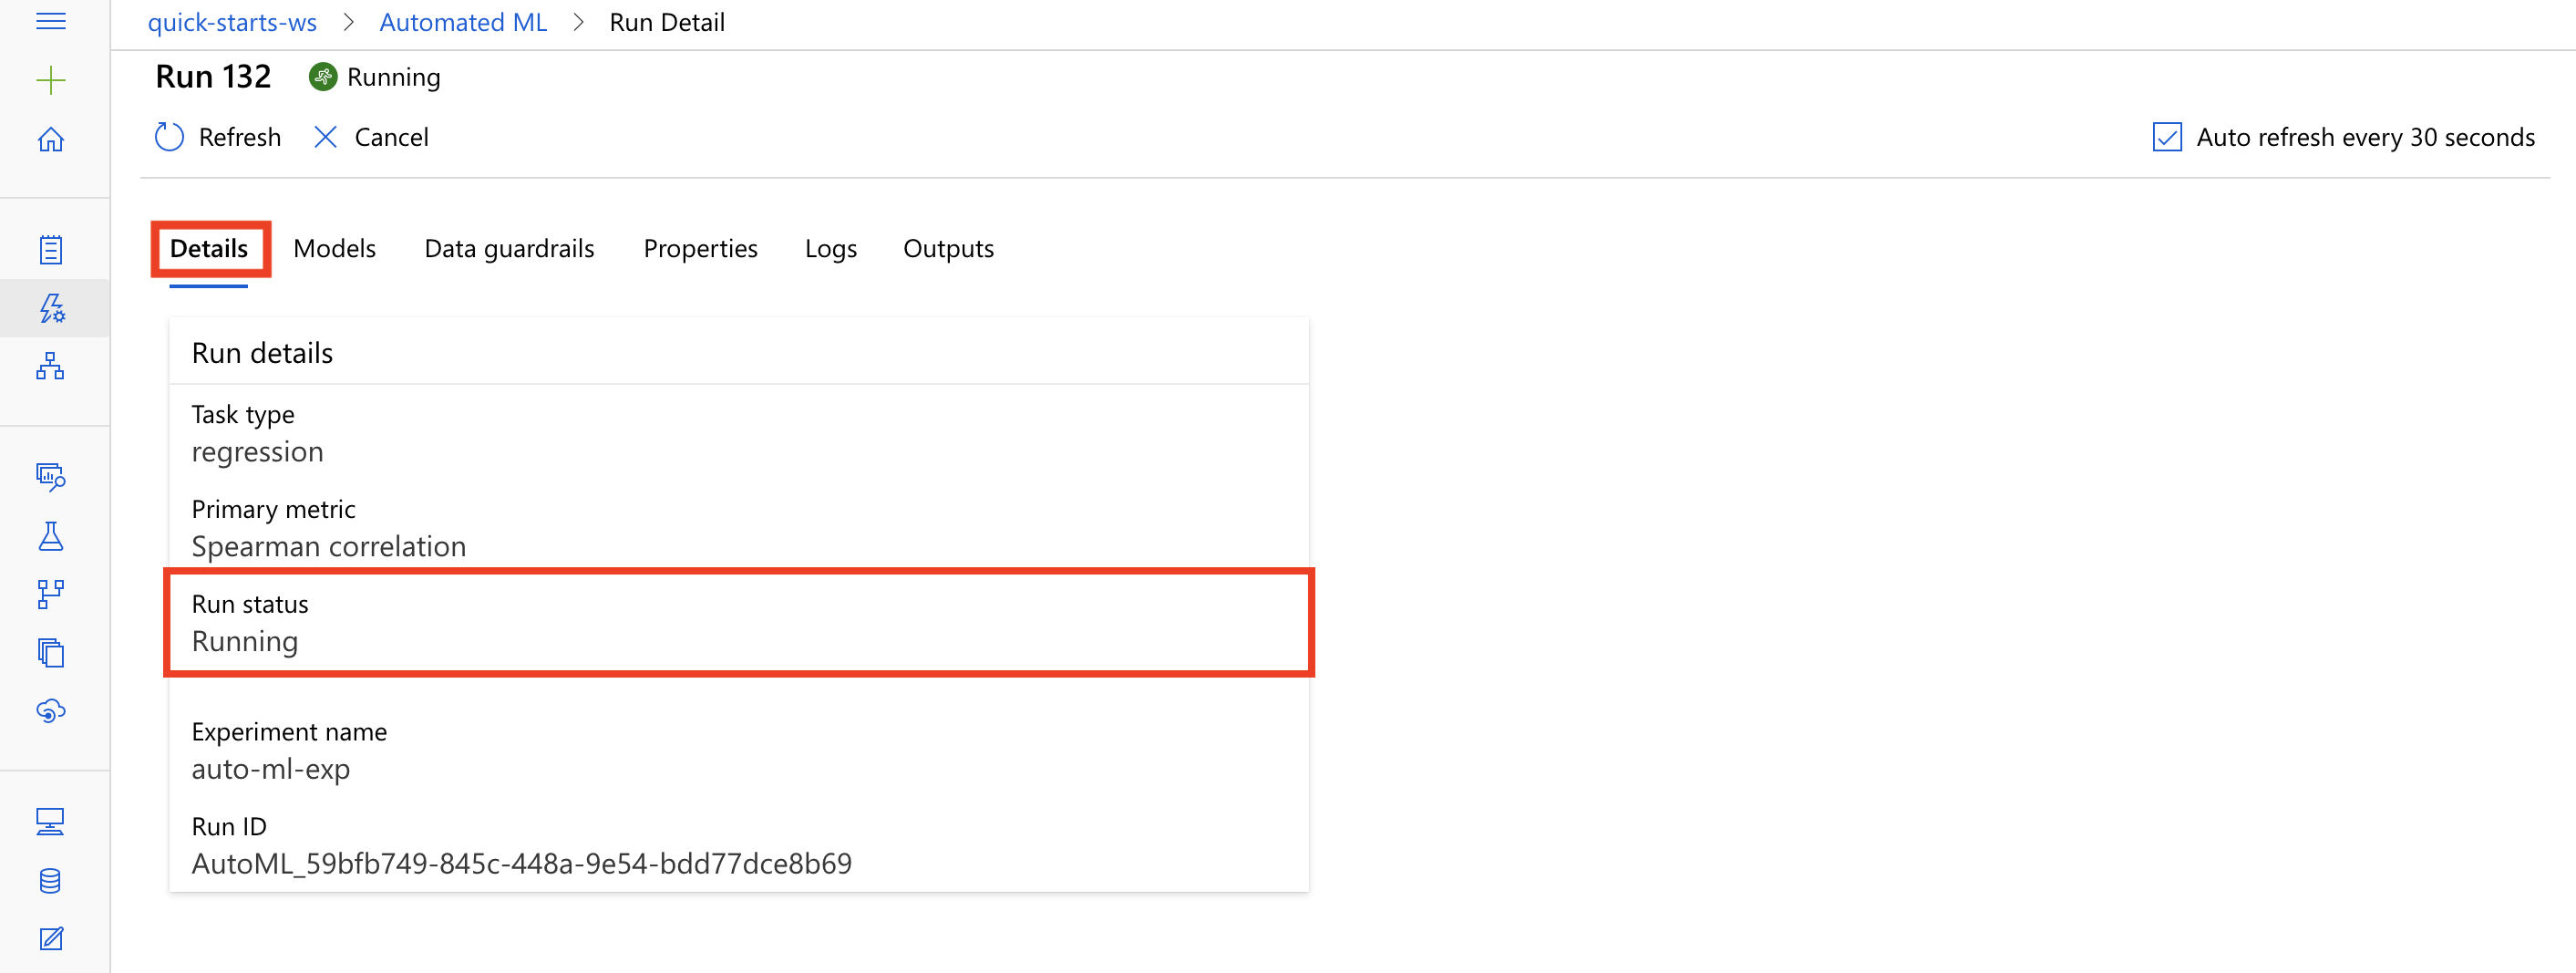 quick-starts-ws > Automated ML > Run Detail
Run 132 Running
Refresh Cancel Auto refresh every 30 seconds
Details Models Data guardrails Properties Logs Outputs
Run details
Task type
regression
Primary metric
Spearman correlation
Run status
Running
Experiment name
auto-ml-exp
Run ID
AutoML_59bfb749-845c-448a-9e54-bdd77dce8b69